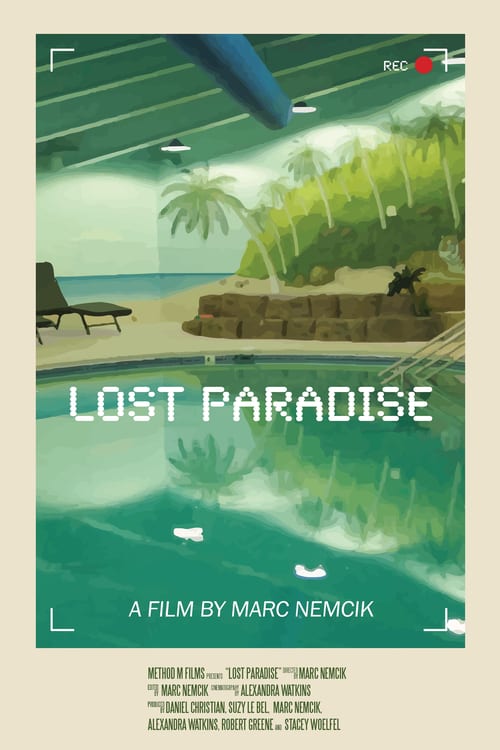 REC
LOST PARADISE
A FILM BY MARC NEMCIK
METHOD M FILMS PRESENTS "LOST PARADISE" DIRECTED BY MARC NEMCIK
EDITED BY MARC NEMCIK CINEMATOGRAPHY ALEXANDRA WATKINS
PRODUCED BY DANIEL CHRISTIAN, SUZY LE BEL, MARC NEMCIK,
ALEXANDRA WATKINS, ROBERT GREENE AND STACEY WOELFEL